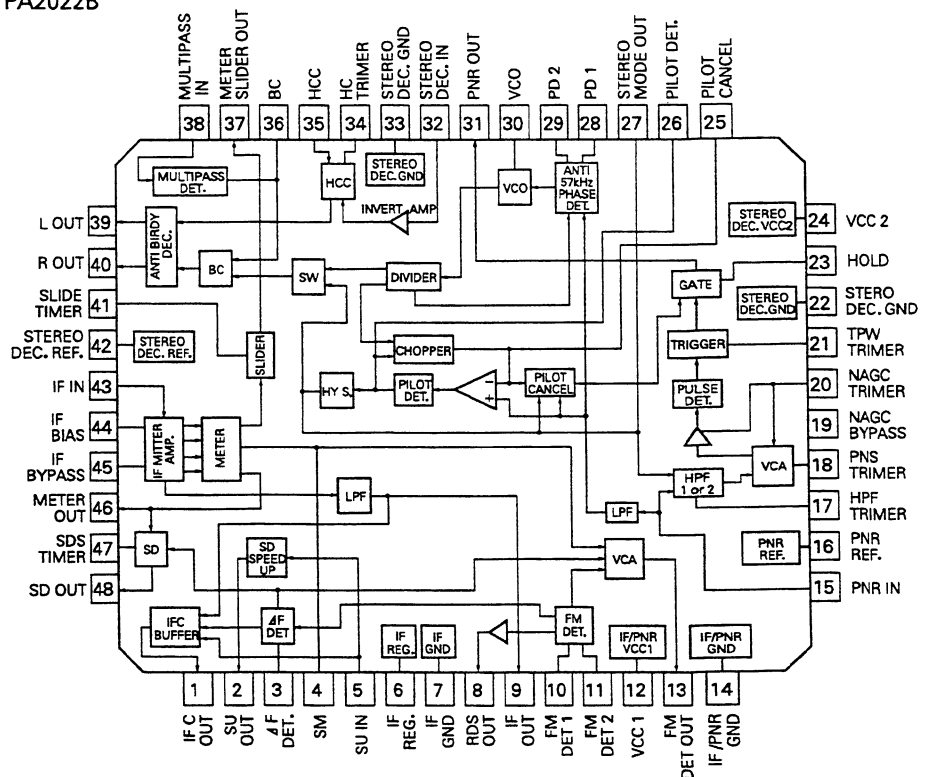 PA2022B
MULTIPASS
IN
METER
SLIDER OUT
BC
HCC
HC
TRIMER
STEREO
DEC. GND
STEREO
DEC. IN
PNR OUT
VCO
PD 2
PD 1
STEREO
MODE OUT
PILOT DET.
PILOT
CANCEL
38
37
36
35
34
33
32
31
30
29
28
27
26
25
MULTIPASS
DET.
HCC
STEREO
DEC.GND
INVERT AMP
VCO
ANTI
57kHz
PHASE
DET.
STEREO
DEC. VCC2
24 VCC 2
L OUT 39
ANTI BIRDY
DEC.
R OUT 40
BC
SW
DIVIDER
GATE
23 HOLD
SLIDE
TIMER 41
STEREO
DEC.GND
22 STERO
DEC. GND
STEREO
DEC. REF. 42
STEREO
DEC. REF.
SLIDER
CHOPPER
TRIGGER
21 TPW
TRIMER
IF IN 43
HY S.
PILOT
DET.
−
+
PILOT
CANCEL
PULSE
DET.
20 NAGC
TRIMER
IF
BIAS 44
IF MITTER
AMP.
METER
19 NAGC
BYPASS
IF
BYPASS 45
VCA
18 PNS
TRIMER
METER
OUT 46
LPF
HPF
1 or 2
LPF
17 HPF
TRIMER
SDS
TIMER 47
SD
SD
SPEED
UP
VCA
PNR
REF.
16 PNR
REF.
SD OUT 48
15 PNR IN
IFC
BUFFER
ΔF
DET
IF
REG.
IF
GND
FM
DET.
IF/PNR
VCC1
IF/PNR
GND
1
2
3
4
5
6
7
8
9
10
11
12
13
14
IF C
OUT
SU
OUT
ΔF
DET.
SM
SU IN
IF
REG.
IF
GND
RDS
OUT
IF
OUT
FM
DET 1
FM
DET 2
VCC 1
FM
DET OUT
IF /PNR
GND